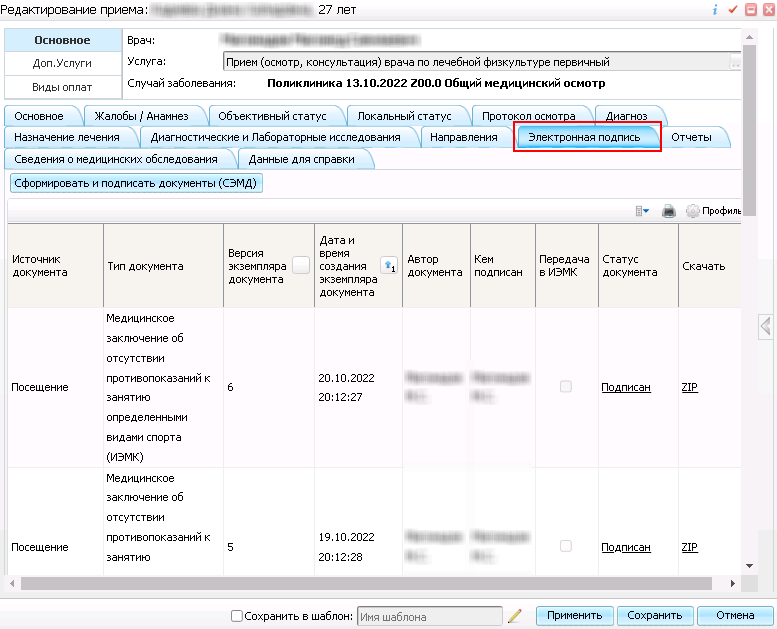 Редактирование приема: 27 лет
Основное
Доп.Услуги
Виды оплат
Врач:
Услуга: Прием (осмотр, консультация) врача по лечебной физкультуре первичный ...
Случай заболевания: Поликлиника 13.10.2022 Z00.0 Общий медицинский осмотр
Основное Жалобы / Анамнез Объективный статус Локальный статус Протокол осмотра Диагноз
Назначение лечения Диагностические и Лабораторные исследования Направления Электронная подпись Отчеты
Сведения о медицинских обследования Данные для справки
Сформировать и подписать документы (СЭМД)
Профиль
Источник
документа
Тип документа
Версия
экземпляра
документа
Дата и
время
создания
экземпляра
документа
1
Автор
документа
Кем
подписан
Передача
в ИЭМК
Статус
документа
Скачать
Посещение
Медицинское
заключение об
отсутствии
противопоказаний к
занятию
определенными
видами спорта
(ИЭМК)
6
20.10.2022
20:12:27
Подписан
ZIP
Посещение
Медицинское
заключение об
отсутствии
противопоказаний к
занятию
5
19.10.2022
20:12:28
Подписан
ZIP
Сохранить в шаблон: Имя шаблона Применить Сохранить Отмена